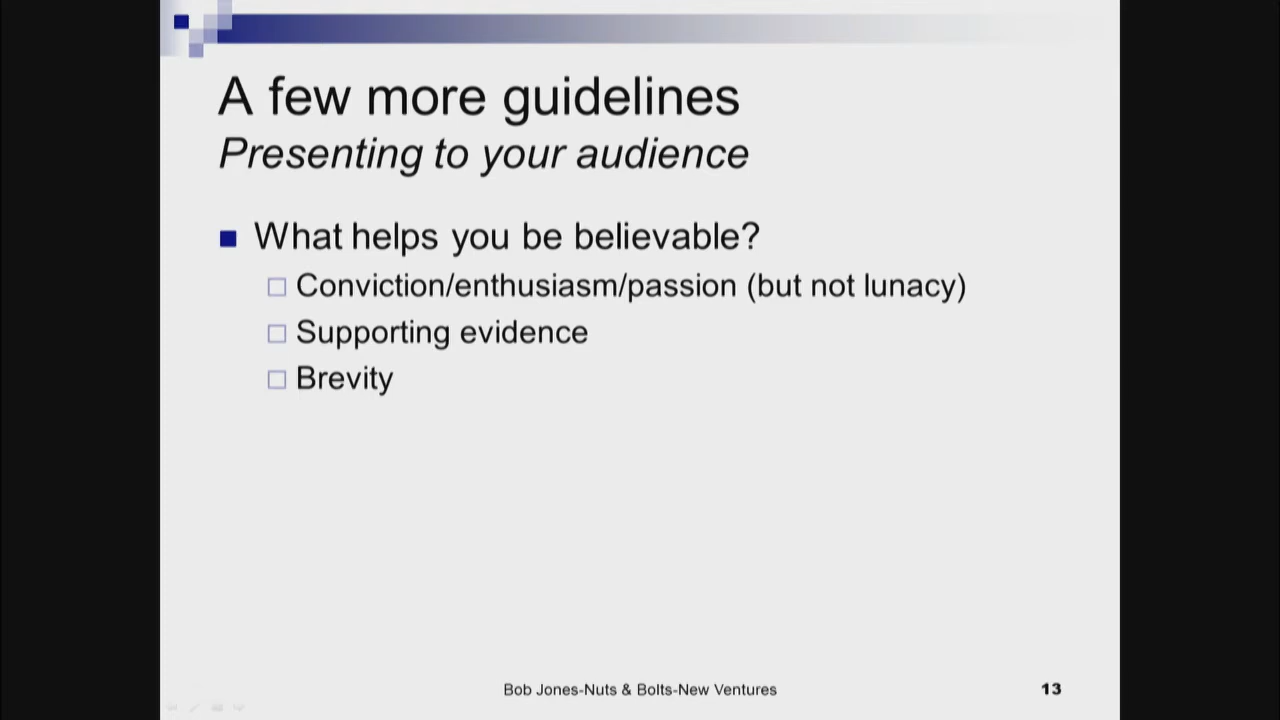 A few more guidelines
Presenting to your audience
What helps you be believable?
Conviction/enthusiasm/passion (but not lunacy)
Supporting evidence
Brevity
Bob Jones-Nuts & Bolts-New Ventures
13